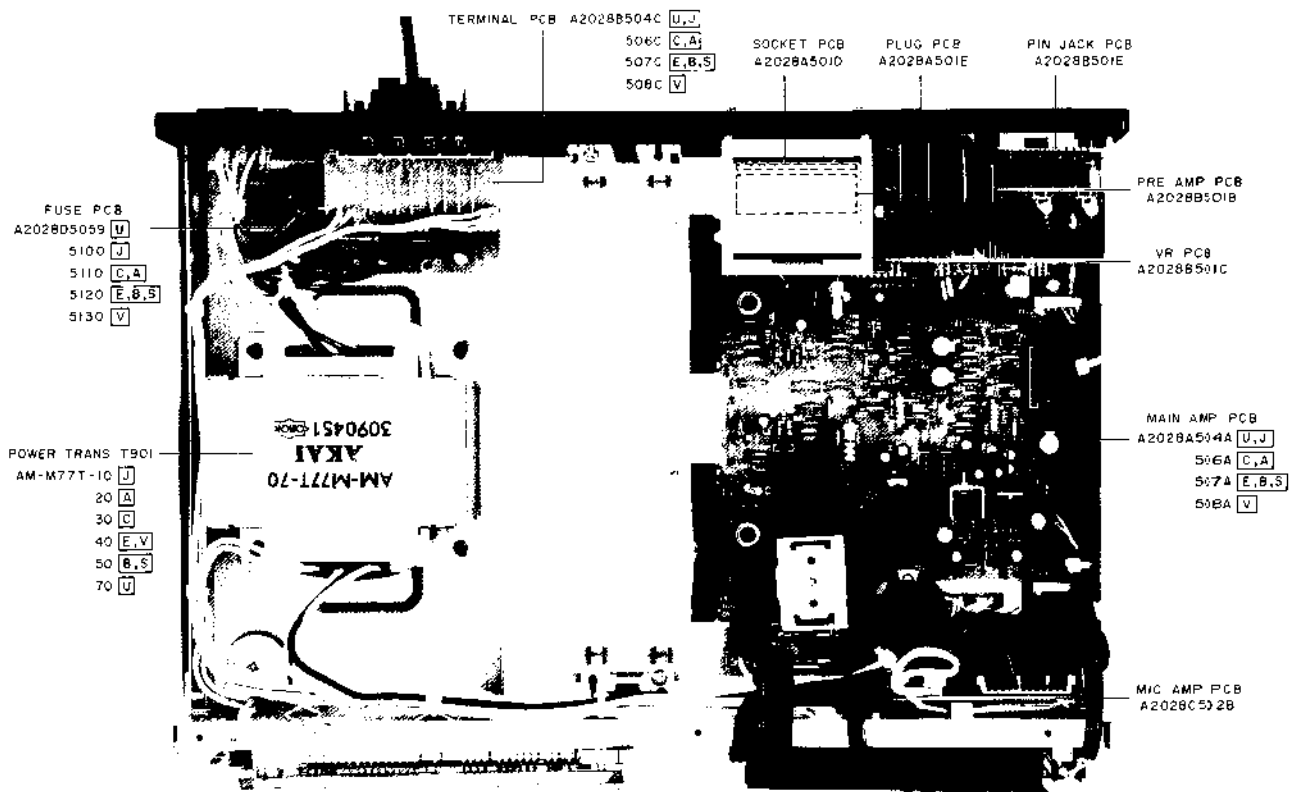 TERMINAL PCB A2028B504C U,J
506C C,A
507C E,B,S
508C V
SOCKET PCB
A2028A501D
PLUG PCB
A2028A501E
PIN JACK PCB
A2028B501E
PRE AMP PCB
A2028B501B
VR PCB
A2028B501C
FUSE PCB
A2028D5059 U
5100 J
5110 C,A
5120 E,B,S
5130 V
POWER TRANS T901
AM-M77T-10 J
20 A
30 C
40 E,V
50 B,S
70 U
AM-M77T-70
AKAI
3090451
MAIN AMP PCB
A2028A504A U,J
506A C,A
507A E,B,S
508A V
MIC AMP PCB
A2028C512B